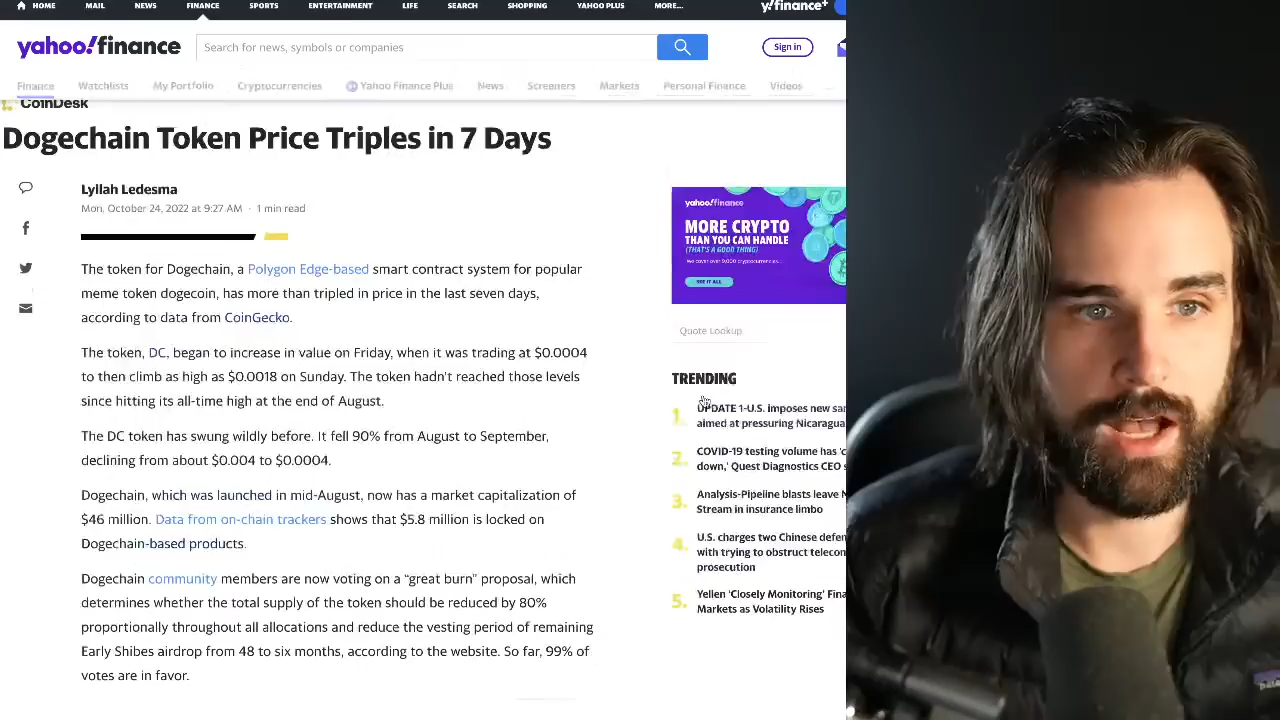 HOME MAIL NEWS FINANCE SPORTS ENTERTAINMENT LIFE SEARCH SHOPPING YAHOO PLUS MORE...
y!finance+
yahoo!finance
Search for news, symbols or companies
Sign in
Finance Watchlists My Portfolio Cryptocurrencies Yahoo Finance Plus News Screeners Markets Personal Finance Videos
CoinDesk
Dogechain Token Price Triples in 7 Days
Lyllah Ledesma
Mon, October 24, 2022 at 9:27 AM · 1 min read
The token for Dogechain, a Polygon Edge-based smart contract system for popular
meme token dogecoin, has more than tripled in price in the last seven days,
according to data from CoinGecko.
The token, DC, began to increase in value on Friday, when it was trading at $0.0004
to then climb as high as $0.0018 on Sunday. The token hadn't reached those levels
since hitting its all-time high at the end of August.
The DC token has swung wildly before. It fell 90% from August to September,
declining from about $0.004 to $0.0004.
Dogechain, which was launched in mid-August, now has a market capitalization of
$46 million. Data from on-chain trackers shows that $5.8 million is locked on
Dogechain-based products.
Dogechain community members are now voting on a “great burn” proposal, which
determines whether the total supply of the token should be reduced by 80%
proportionally throughout all allocations and reduce the vesting period of remaining
Early Shibes airdrop from 48 to six months, according to the website. So far, 99% of
votes are in favor.
yahoo!finance
MORE CRYPTO
THAN YOU CAN HANDLE
(THAT'S A GOOD THING)
We cover over 9,000 cryptocurrencies...
SEE IT ALL
Quote Lookup
TRENDING
1. UPDATE 1-U.S. imposes new
aimed at pressuring Nicaragua
2. COVID-19 testing volume has
down,' Quest Diagnostics CEO
3. Analysis-Pipeline blasts leave
Stream in insurance limbo
4. U.S. charges two Chinese
with trying to obstruct
prosecution
5. Yellen 'Closely Monitoring'
Markets as Volatility Rises